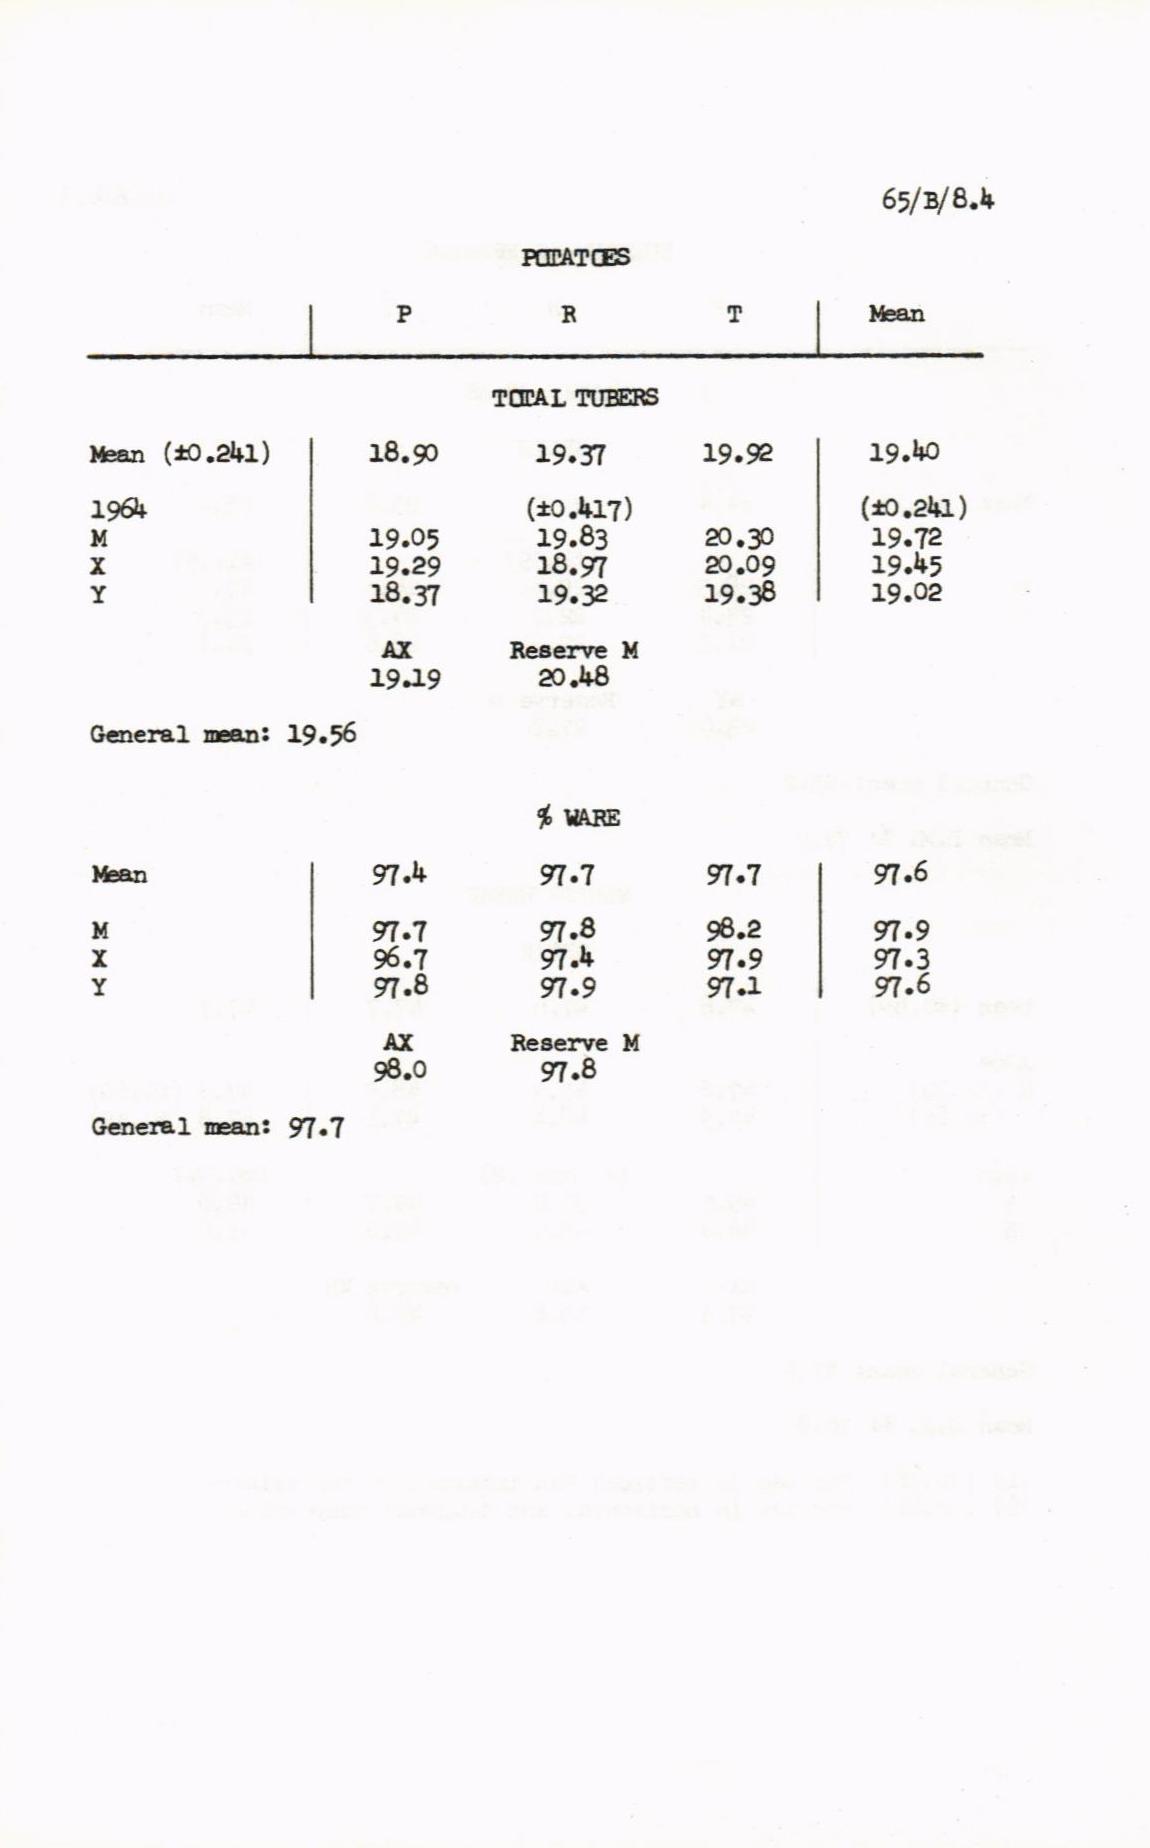 65/B/8.4
POTATOES
P R T Mean
TOTAL TUBERS
Mean (±0.241) 18.90 19.37 19.92 19.40
1964 (±0.417) (±0.241)
M 19.05 19.83 20.30 19.72
X 19.29 18.97 20.09 19.45
Y 18.37 19.32 19.38 19.02
AX Reserve M
19.19 20.48
General mean: 19.56
% WARE
Mean 97.4 97.7 97.7 97.6
M 97.7 97.8 98.2 97.9
X 96.7 97.4 97.9 97.3
Y 97.8 97.9 97.1 97.6
AX Reserve M
98.0 97.8
General mean: 97.7